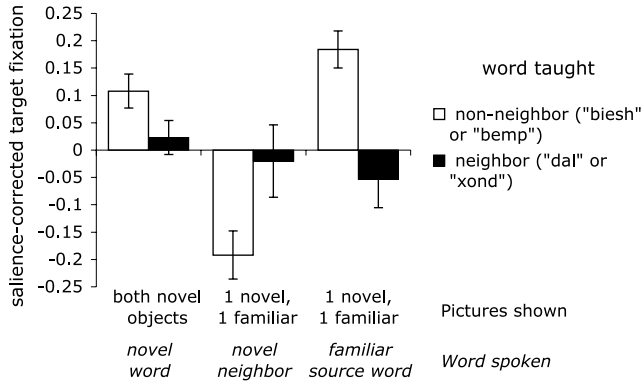 salience-corrected target fixation
0.25
0.2
0.15
0.1
0.05
0
-0.05
-0.1
-0.15
-0.2
0.25
word taught
non-neighbor ("biesh"
or "bemp")
neighbor ("dal" or
"xond")
both novel
objects
1 novel,
1 familiar
1 novel,
1 familiar
Pictures shown
novel
word
novel
neighbor
familiar
source word
Word spoken